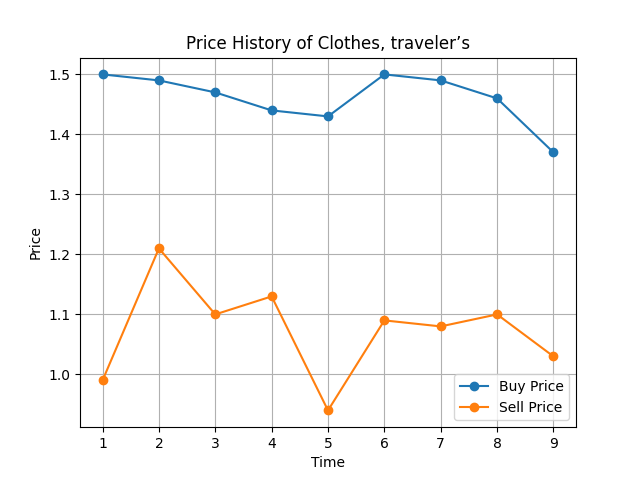 Price History of Clothes, traveler’s
1.5
1.4
1.3
1.2
1.1
1.0
Price
1 2 3 4 5 6 7 8 9
Time
Buy Price
Sell Price